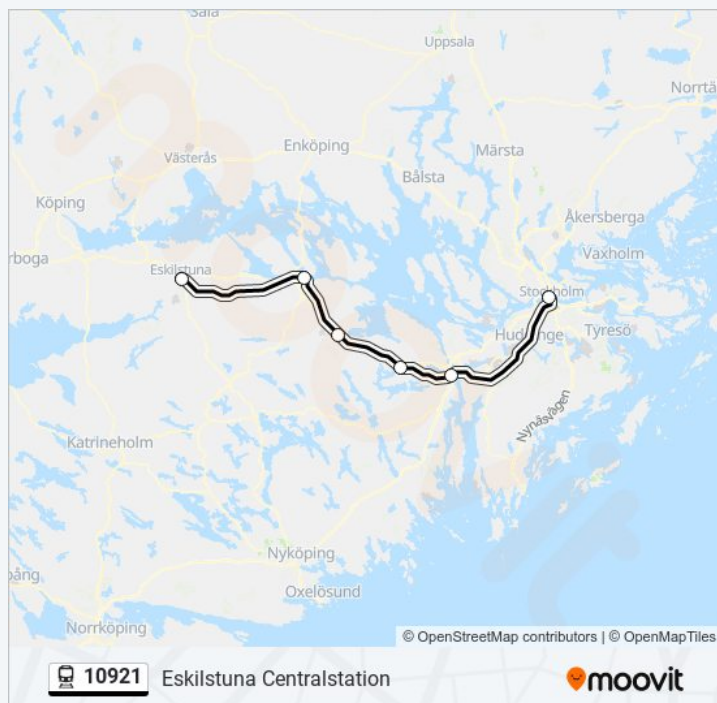 Sala
Uppsala
Norrtä
Västerås
Enköping
Märsta
Bålsta
Köping
Åkersberga
rboga
Vaxholm
Eskilstuna
Stockholm
Huddinge
Tyresö
Nynäsvägen
Katrineholm
Nyköping
Oxelösund
Norrköping
© OpenStreetMap contributors | © OpenMapTiles
10921 Eskilstuna Centralstation moovit